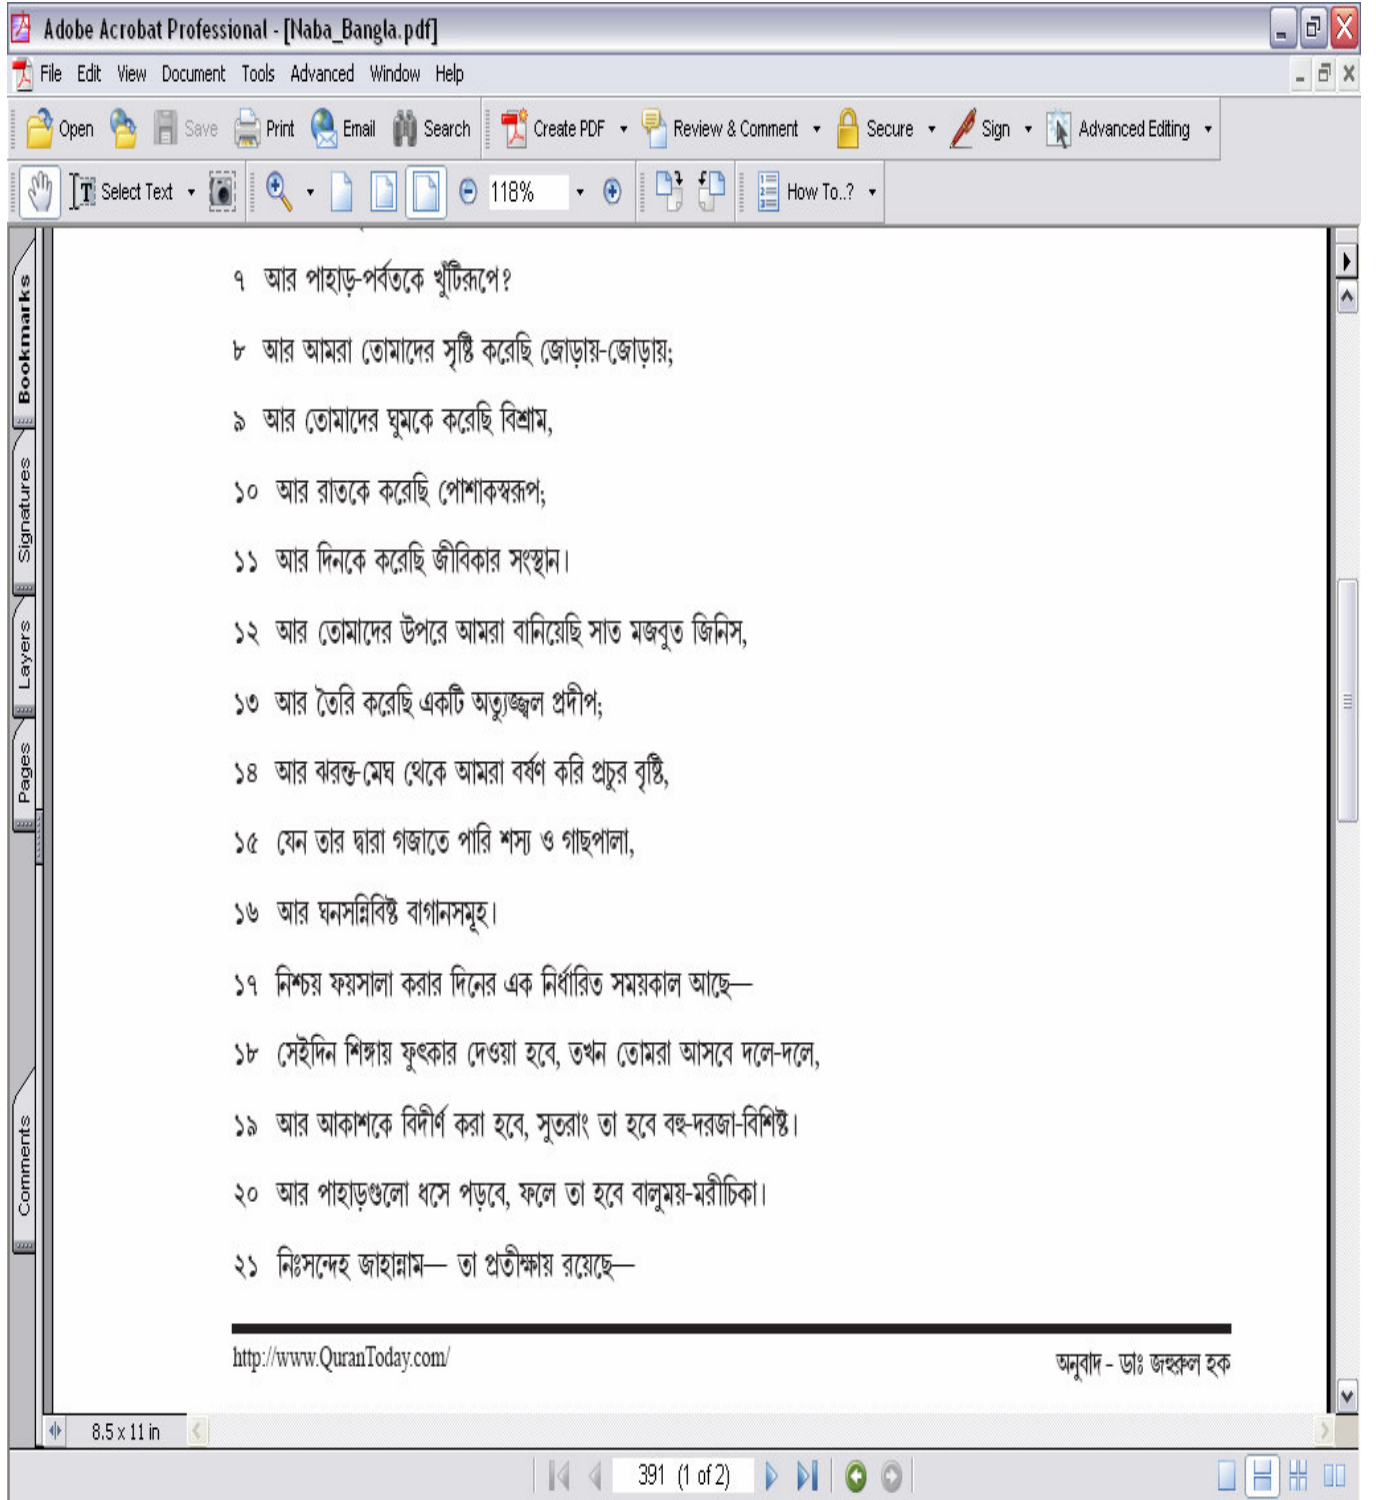 Adobe Acrobat Professional - [Naba_Bangla.pdf]
File Edit View Document Tools Advanced Window Help
Open Save Print Email Search Create PDF Review & Comment Secure Sign Advanced Editing
Select Text 118% How To..?
Bookmarks
Signatures
Layers
Pages
Comments
৭ আর পাহাড়-পর্বতকে খুঁটিরূপে?
৮ আর আমরা তোমাদের সৃষ্টি করেছি জোড়ায়-জোড়ায়;
৯ আর তোমাদের ঘুমকে করেছি বিশ্রাম,
১০ আর রাতকে করেছি পোশাকস্বরূপ;
১১ আর দিনকে করেছি জীবিকার সংস্থান।
১২ আর তোমাদের উপরে আমরা বানিয়েছি সাত মজবুত জিনিস,
১৩ আর তৈরি করেছি একটি অত্যুজ্জ্বল প্রদীপ;
১৪ আর ঝরন্ত-মেঘ থেকে আমরা বর্ষণ করি প্রচুর বৃষ্টি,
১৫ যেন তার দ্বারা গজাতে পারি শস্য ও গাছপালা,
১৬ আর ঘনসন্নিবিষ্ট বাগানসমূহ।
১৭ নিশ্চয় ফয়সালা করার দিনের এক নির্ধারিত সময়কাল আছে—
১৮ সেইদিন শিঙ্গায় ফুৎকার দেওয়া হবে, তখন তোমরা আসবে দলে-দলে,
১৯ আর আকাশকে বিদীর্ণ করা হবে, সুতরাং তা হবে বহু-দরজা-বিশিষ্ট।
২০ আর পাহাড়গুলো ধসে পড়বে, ফলে তা হবে বালুময়-মরীচিকা।
২১ নিঃসন্দেহ জাহান্নাম— তা প্রতীক্ষায় রয়েছে—
http://www.QuranToday.com/ অনুবাদ - ডাঃ জহুরুল হক
8.5 x 11 in
391 (1 of 2)